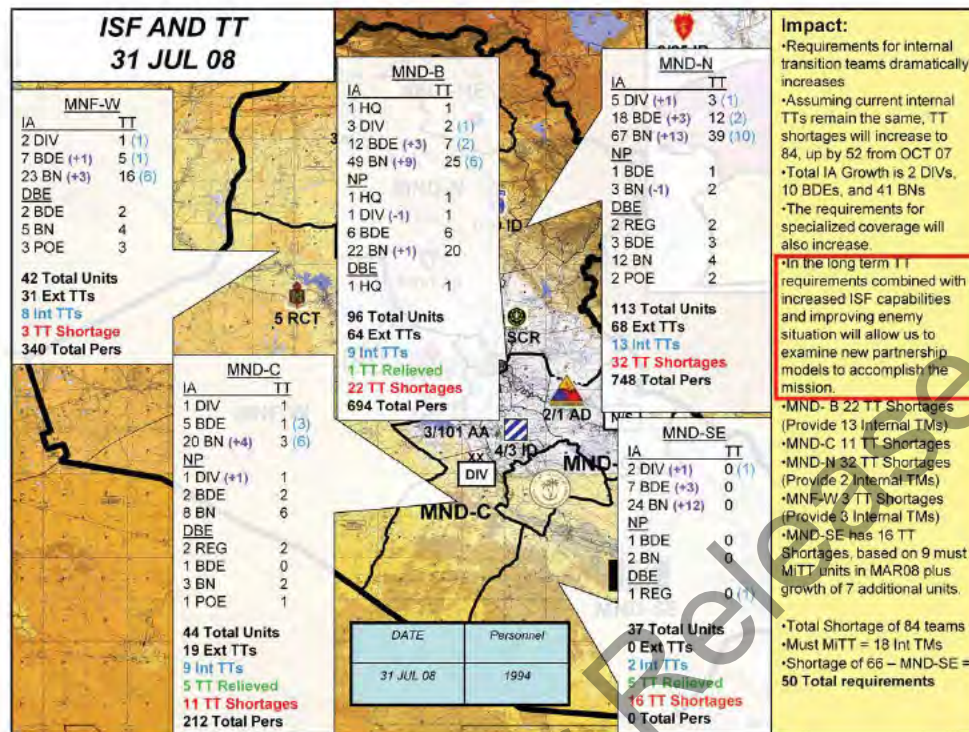 ISF AND TT
31 JUL 08
MNF-W
IA TT
2 DIV 1 (1)
7 BDE (+1) 5 (1)
23 BN (+3) 16 (6)
DBE
2 BDE 2
5 BN 4
3 POE 3
42 Total Units
31 Ext TTs
8 Int TTs
3 TT Shortage
340 Total Pers
MND-B
IA TT
1 HQ 1
3 DIV 2 (1)
12 BDE (+3) 7 (2)
49 BN (+9) 25 (6)
NP
1 HQ 1
1 DIV (-1) 1
6 BDE 6
22 BN (+1) 20
DBE
1 HQ 1
96 Total Units
64 Ext TTs
9 Int TTs
1 TT Relieved
22 TT Shortages
694 Total Pers
MND-N
IA TT
5 DIV (+1) 3 (1)
18 BDE (+3) 12 (2)
67 BN (+13) 39 (10)
NP
1 BDE 1
3 BN (-1) 2
DBE
2 REG 2
3 BDE 3
12 BN 4
2 POE 2
113 Total Units
68 Ext TTs
13 Int TTs
32 TT Shortages
748 Total Pers
MND-C
IA TT
1 DIV 1
5 BDE 1 (3)
20 BN (+4) 3 (6)
NP
1 DIV (+1) 1
2 BDE 2
8 BN 6
DBE
2 REG 2
1 BDE 0
3 BN 2
1 POE 1
44 Total Units
19 Ext TTs
9 Int TTs
5 TT Relieved
11 TT Shortages
212 Total Pers
MND-SE
IA TT
2 DIV (+1) 0 (1)
7 BDE (+3) 0
24 BN (+12) 0
NP
1 BDE 0
2 BN 0
DBE
1 REG 0 (1)
37 Total Units
0 Ext TTs
2 Int TTs
5 TT Relieved
16 TT Shortages
0 Total Pers
5 RCT
SCR
2/1 AD
3/101 AA
4/3 ID
XX
DIV
MND-C
MND-
ID
DATE Personnel
31 JUL 08 1994
Impact:
•Requirements for internal
transition teams dramatically
increases
•Assuming current internal
TTs remain the same, TT
shortages will increase to
84, up by 52 from OCT 07
•Total IA Growth is 2 DIVs,
10 BDEs, and 41 BNs
•The requirements for
specialized coverage will
also increase.
•In the long term TT
requirements combined with
increased ISF capabilities
and improving enemy
situation will allow us to
examine new partnership
models to accomplish the
mission.
•MND- B 22 TT Shortages
(Provide 13 Internal TMs)
•MND-C 11 TT Shortages
•MND-N 32 TT Shortages
(Provide 2 Internal TMs)
•MNF-W 3 TT Shortages
(Provide 3 Internal TMs)
•MND-SE has 16 TT
Shortages, based on 9 must
MiTT units in MAR08 plus
growth of 7 additional units.
•Total Shortage of 84 teams
•Must MiTT = 18 Int TMs
•Shortage of 66 – MND-SE =
50 Total requirements
Release